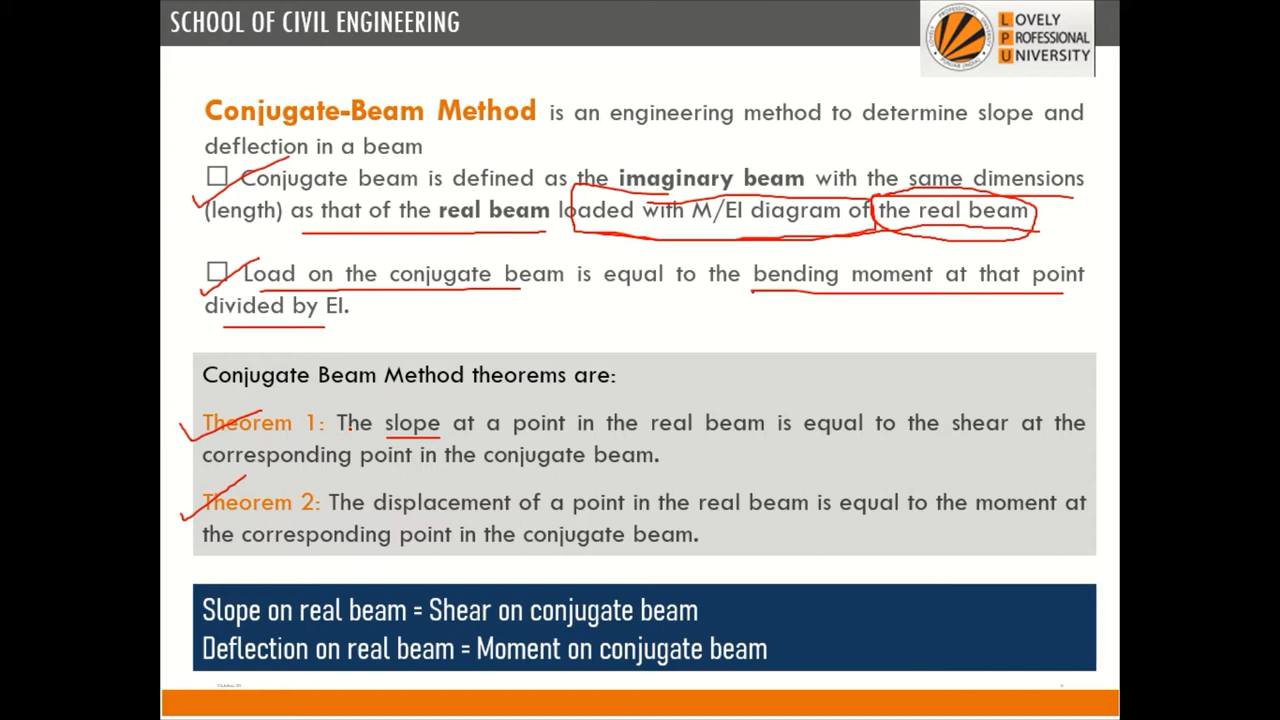 SCHOOL OF CIVIL ENGINEERING
LOVELY
PROFESSIONAL
UNIVERSITY
Conjugate-Beam Method is an engineering method to determine slope and
deflection in a beam
☐ Conjugate beam is defined as the imaginary beam with the same dimensions
(length) as that of the real beam loaded with M/EI diagram of the real beam
☐ Load on the conjugate beam is equal to the bending moment at that point
divided by EI.
Conjugate Beam Method theorems are:
Theorem 1: The slope at a point in the real beam is equal to the shear at the
corresponding point in the conjugate beam.
Theorem 2: The displacement of a point in the real beam is equal to the moment at
the corresponding point in the conjugate beam.
Slope on real beam = Shear on conjugate beam
Deflection on real beam = Moment on conjugate beam